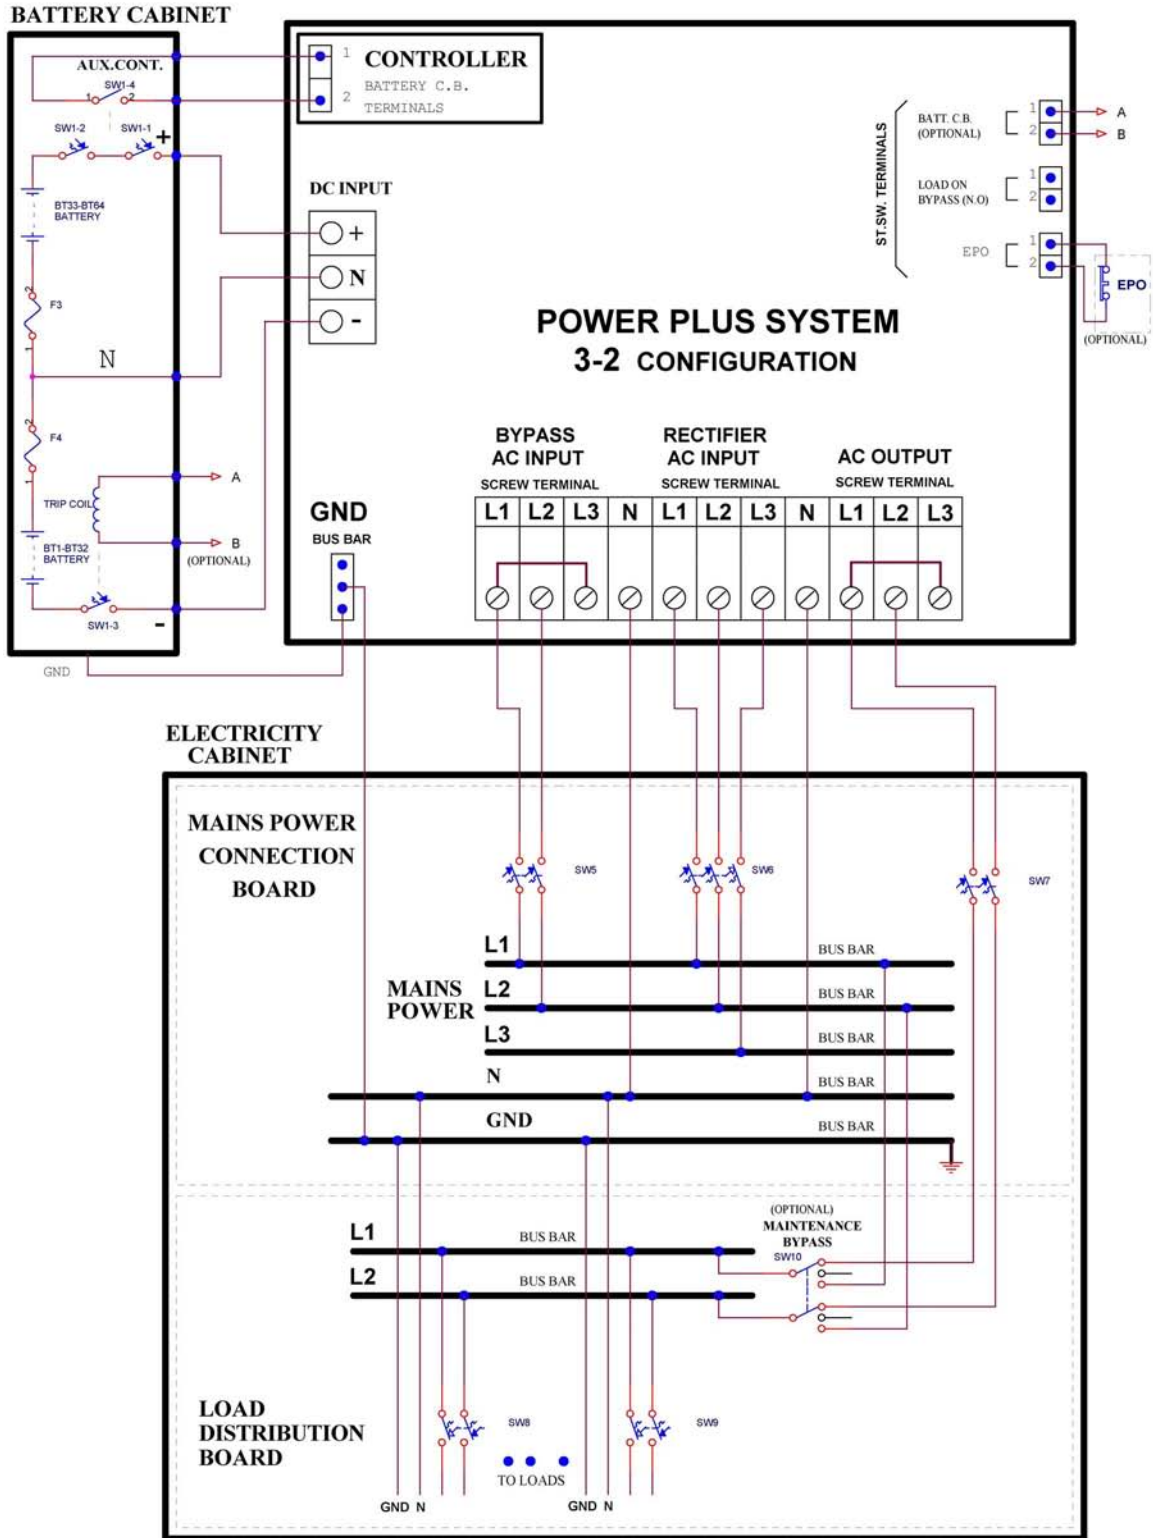 BATTERY CABINET
AUX.CONT.
SW1-4
1 2
SW1-2 SW1-1
+
BT33-BT64
BATTERY
2
F3
1
N
2
F4
1
A
TRIP COIL
BT1-BT32
BATTERY
B
(OPTIONAL)
SW1-3
-
GND
1
CONTROLLER
2
BATTERY C.B.
TERMINALS
DC INPUT
+
N
-
ST.SW. TERMINALS
BATT. C.B.
(OPTIONAL)
1
2
A
B
LOAD ON
BYPASS (N.O)
1
2
EPO
1
2
EPO
(OPTIONAL)
POWER PLUS SYSTEM
3-2 CONFIGURATION
BYPASS
AC INPUT
SCREW TERMINAL
RECTIFIER
AC INPUT
SCREW TERMINAL
AC OUTPUT
SCREW TERMINAL
L1 L2 L3 N L1 L2 L3 N L1 L2 L3
GND
BUS BAR
ELECTRICITY
CABINET
MAINS POWER
CONNECTION
BOARD
SW5
SW6
SW7
L1
BUS BAR
MAINS
POWER
L2
BUS BAR
L3
BUS BAR
N
BUS BAR
GND
BUS BAR
(OPTIONAL)
MAINTENANCE
BYPASS
SW10
L1
BUS BAR
L2
BUS BAR
LOAD
DISTRIBUTION
BOARD
SW8
SW9
TO LOADS
GND N
GND N